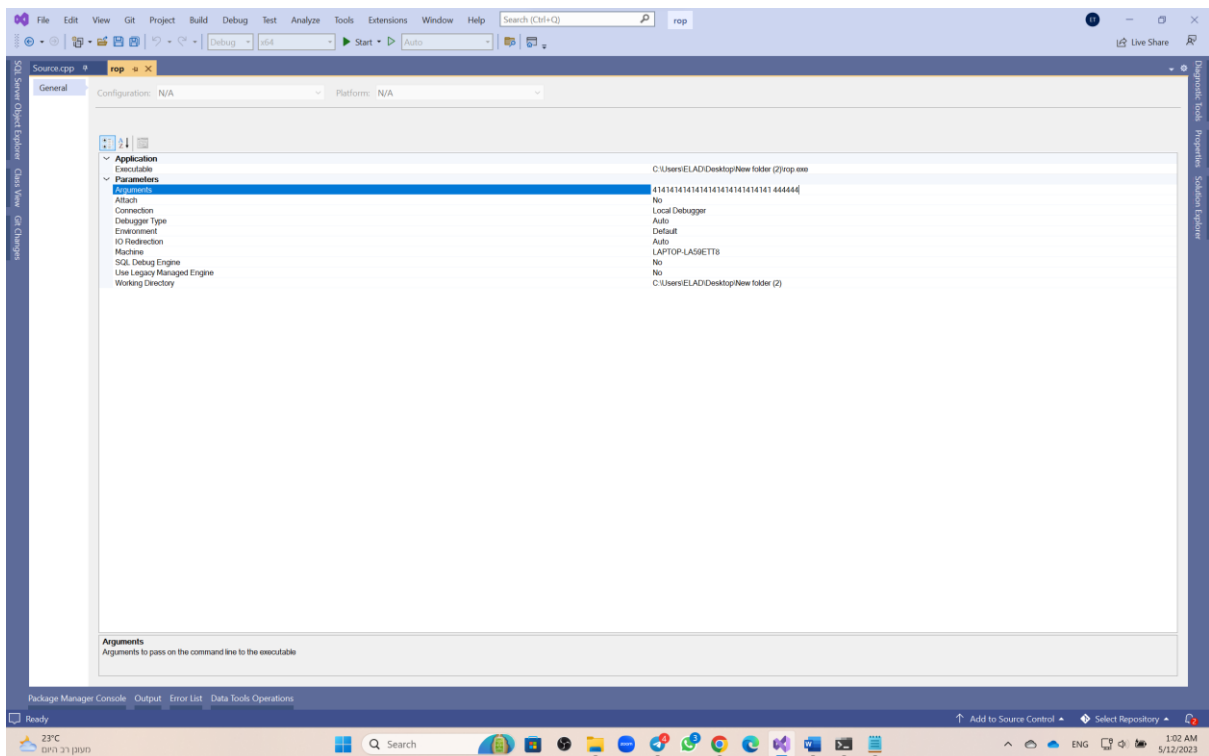 File Edit View Git Project Build Debug Test Analyze Tools Extensions Window Help Search (Ctrl+Q) rop ET
Debug x64 Start Auto Live Share
Source.cpp rop
General
Configuration: N/A Platform: N/A
Application
Executable C:\Users\ELAD\Desktop\New folder (2)\rop.exe
Parameters
Attach No
Connection Local Debugger
Debugger Type Auto
Environment Default
IO Redirection Auto
Machine LAPTOP-LA59ETT8
SQL Debug Engine No
Use Legacy Managed Engine No
Working Directory C:\Users\ELAD\Desktop\New folder (2)
Arguments
Arguments to pass on the command line to the executable
SQL Server Object Explorer
Class View
Git Changes
Diagnostic Tools
Properties
Solution Explorer
Package Manager Console Output Error List Data Tools Operations
Ready Add to Source Control Select Repository 2
23°C Search ENG 1:02 AM
מעונן רב היום 5/12/2023